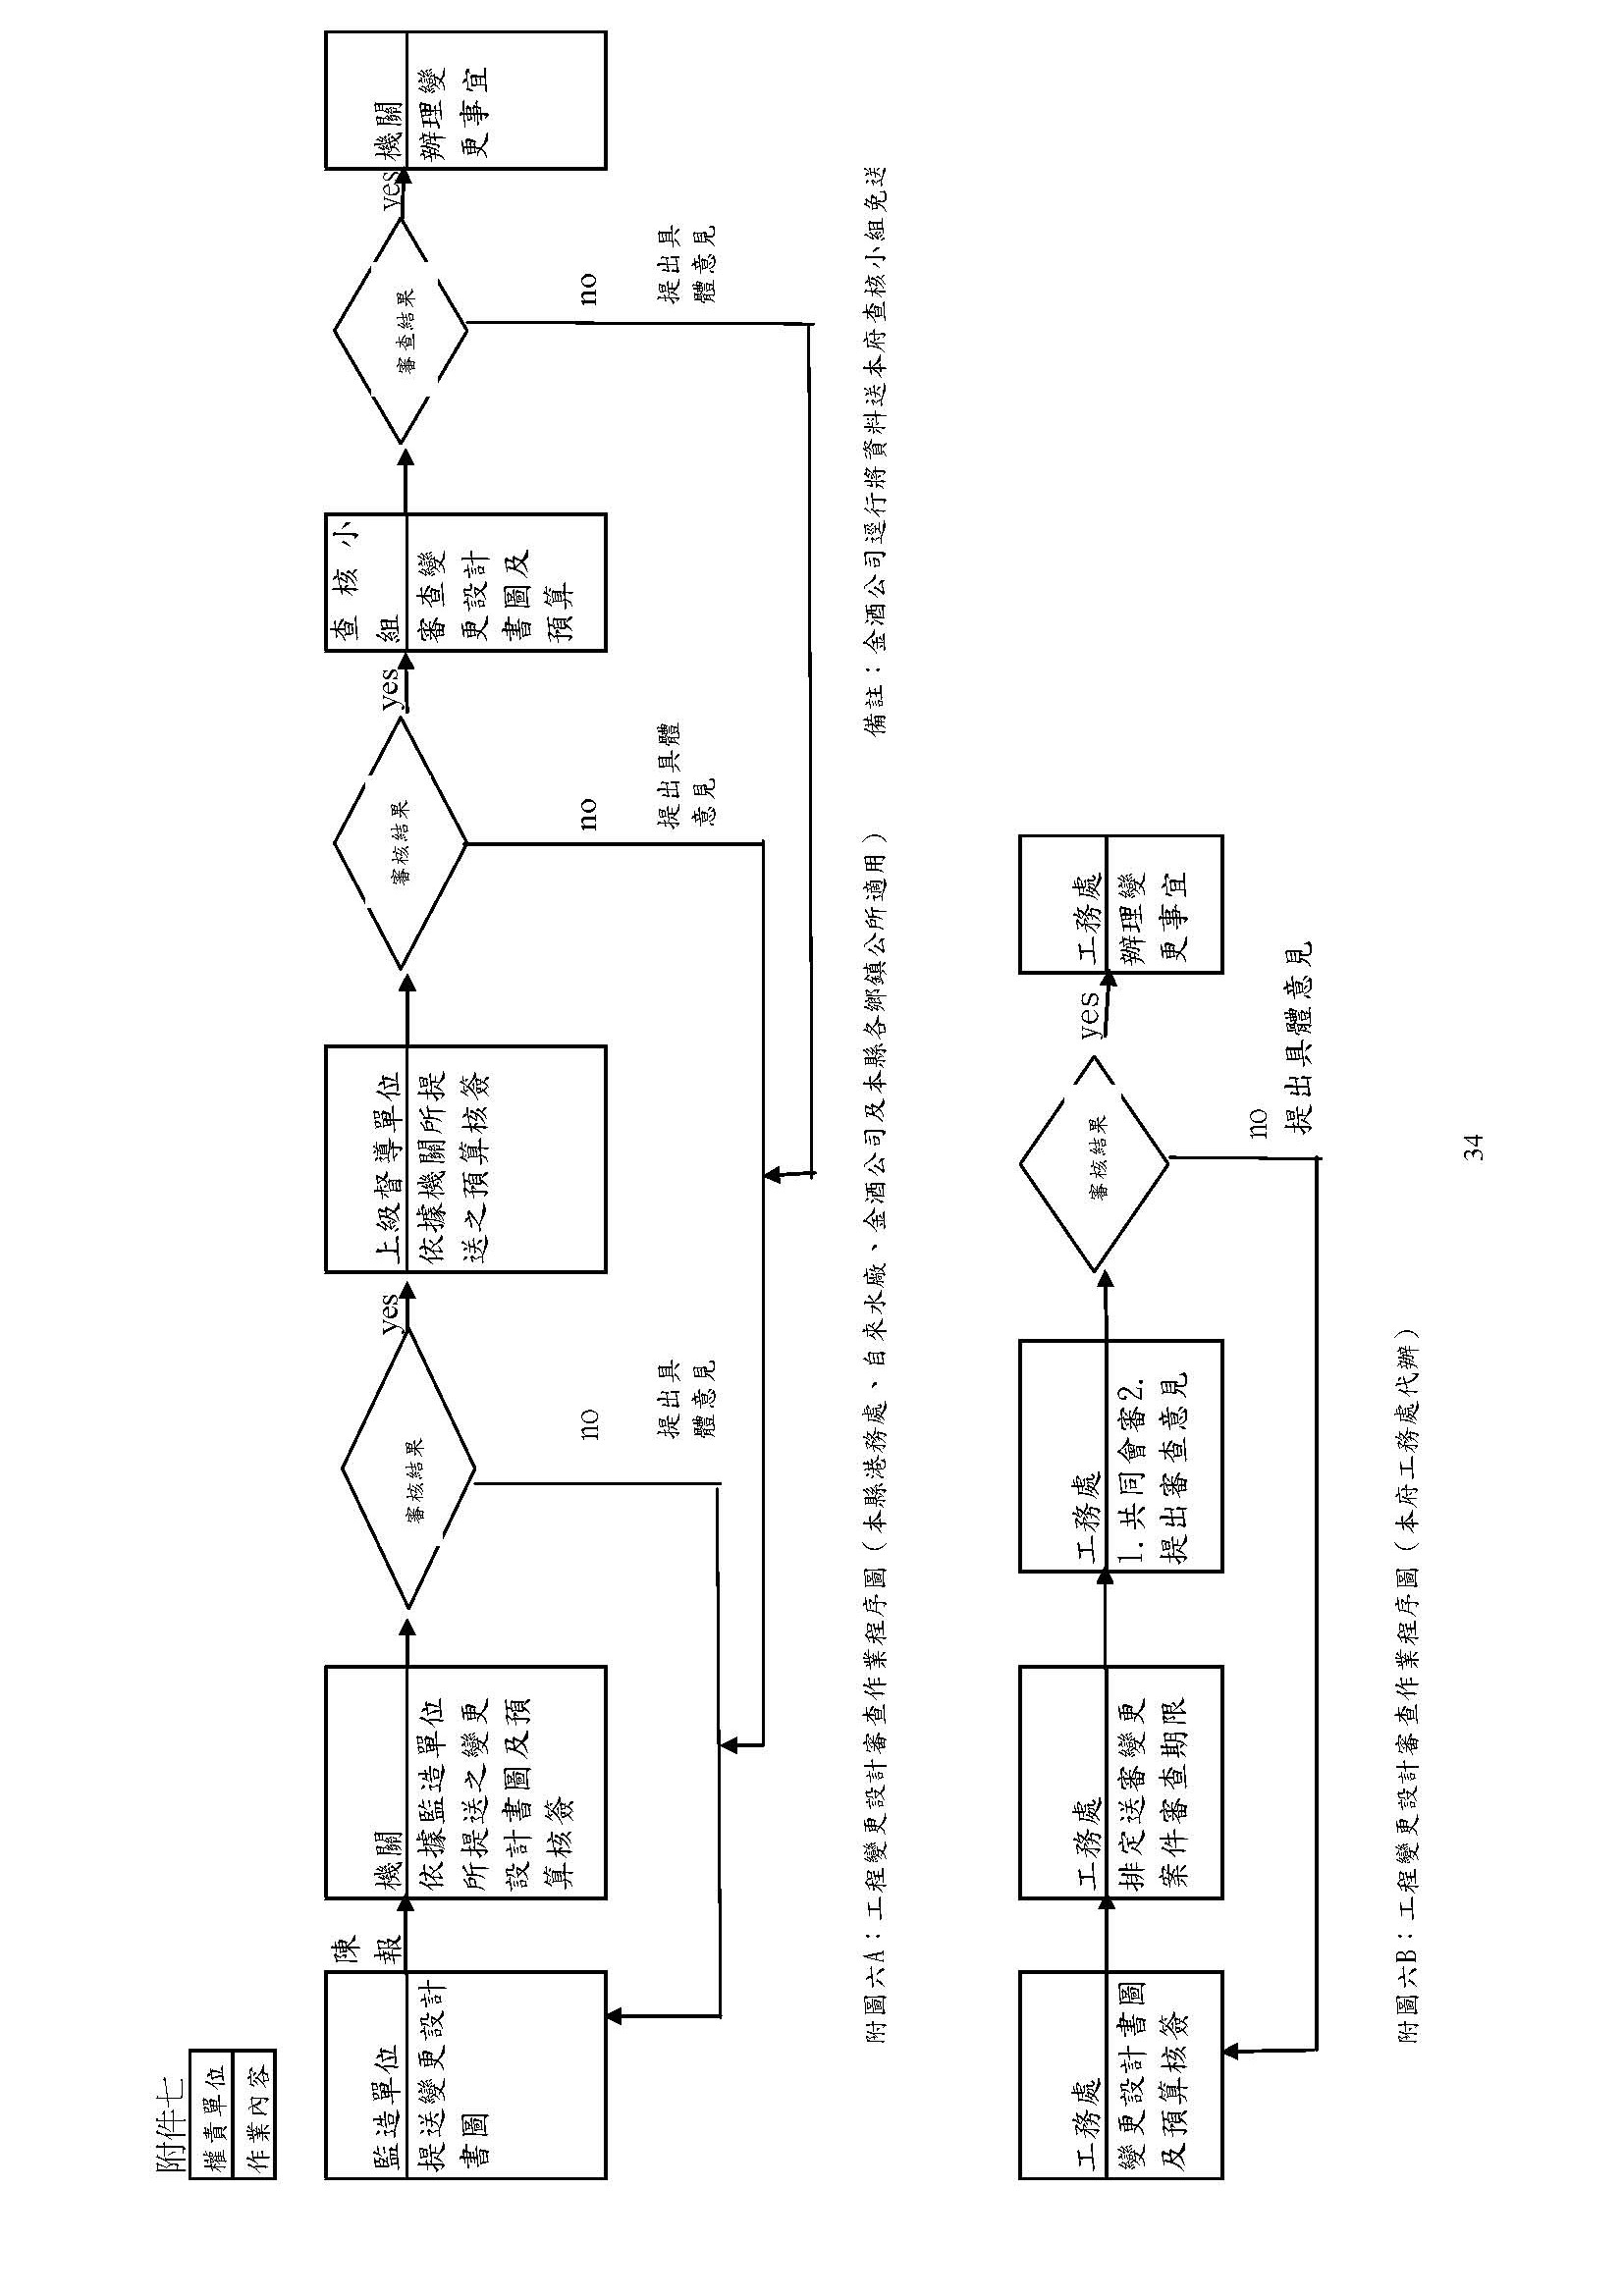 附件七
權責單位
作業內容
監造單位
提送變更設計
書圖
陳
報
機關
依據監造單位
所提送之變更
設計書圖及預
算核簽
審核結果
yes
no
提出具
體意見
上級督導單位
依據機關所提
送之預算核簽
審核結果
yes
no
提出具體
意見
查核小
組
審查變
更設計
書圖及
預算
審查結果
yes
no
提出具
體意見
機關
辦理變
更事宜
附圖六A：工程變更設計審查作業程序圖（本縣港務處、自來水廠、金酒公司及本縣各鄉鎮公所適用）
備註：金酒公司逕行將資料送本府查核小組免送
工務處
變更設計書圖
及預算核簽
工務處
排定送審變更
案件審查期限
工務處
1.共同會審2.
提出審查意見
審核結果
yes
no
提出具體意見
工務處
辦理變
更事宜
附圖六B：工程變更設計審查作業程序圖（本府工務處代辦）
34